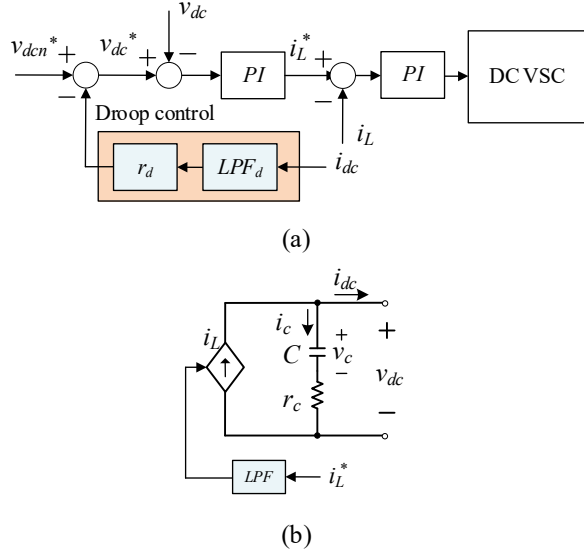 v_dcn* + − v_dc* + − v_dc PI i_L* + − i_L PI DC VSC
Droop control
r_d LPF_d i_dc
(a)
i_dc
i_L i_c C + v_c − r_c + v_dc −
LPF i_L*
(b)